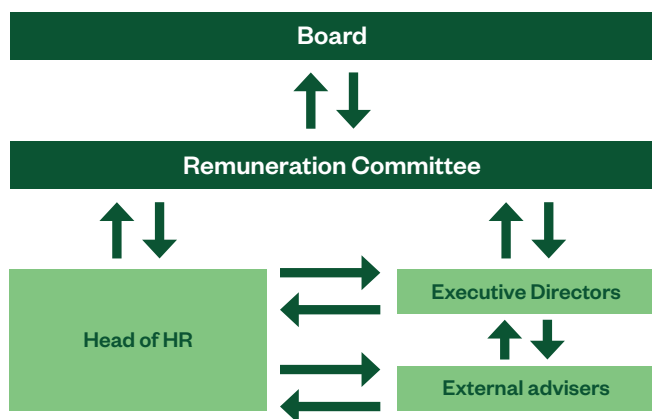 Board
Remuneration Committee
Executive Directors
Head of HR
External advisers